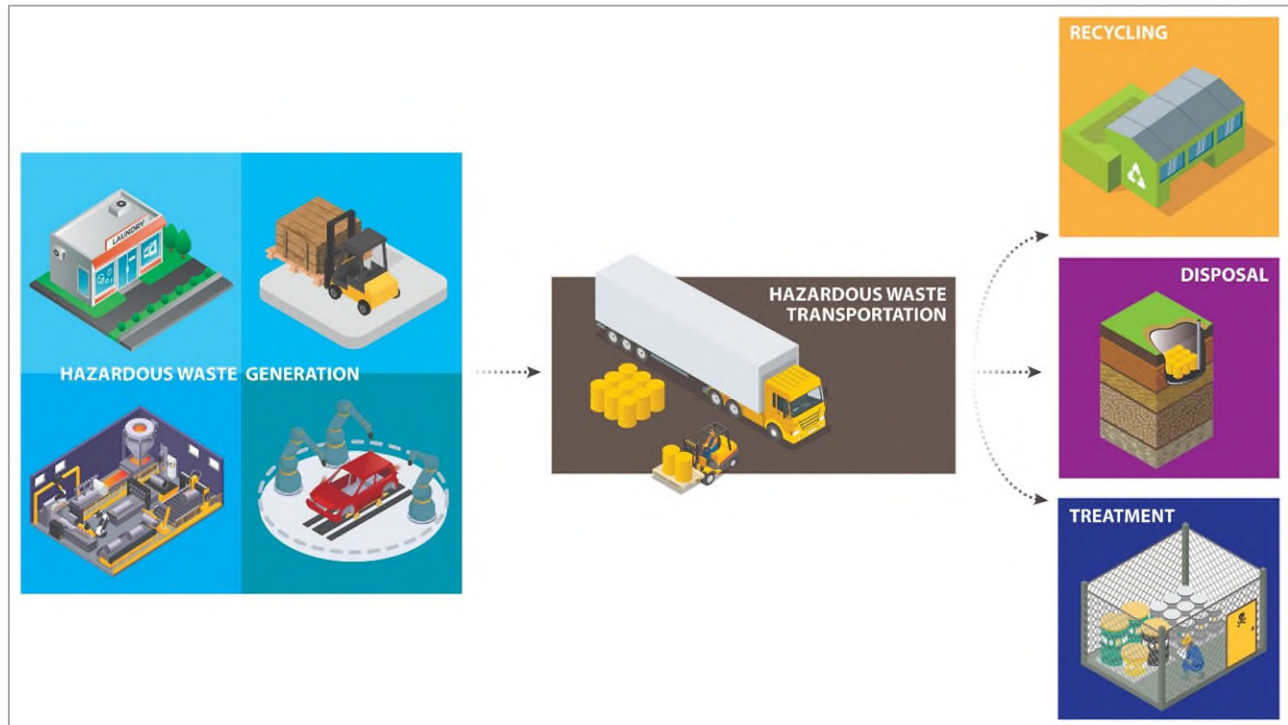 HAZARDOUS WASTE GENERATION
LAUNDRY
HAZARDOUS WASTE
TRANSPORTATION
RECYCLING
DISPOSAL
TREATMENT